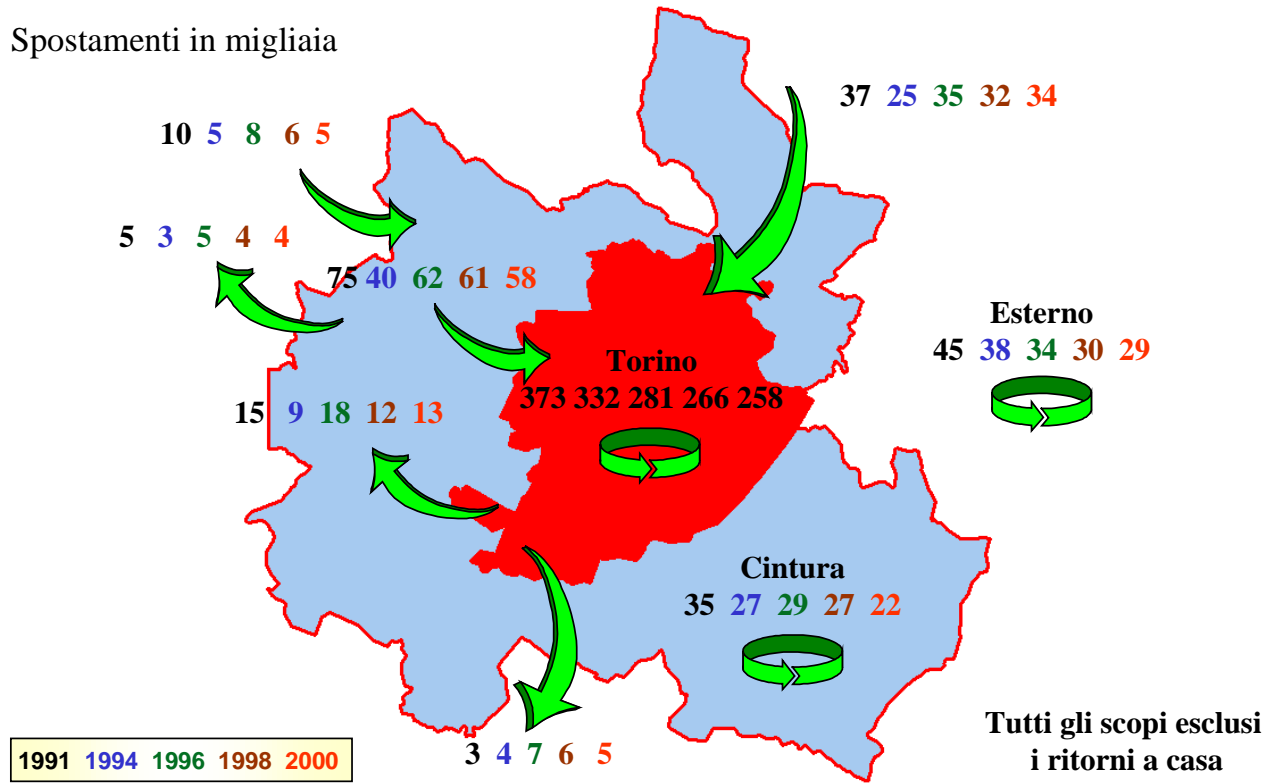 Spostamenti in migliaia
37 25 35 32 34
10 5 8 6 5
5 3 5 4 4
75 40 62 61 58
Esterno
45 38 34 30 29
Torino
373 332 281 266 258
15 9 18 12 13
Cintura
35 27 29 27 22
Tutti gli scopi esclusi
i ritorni a casa
3 4 7 6 5
1991 1994 1996 1998 2000